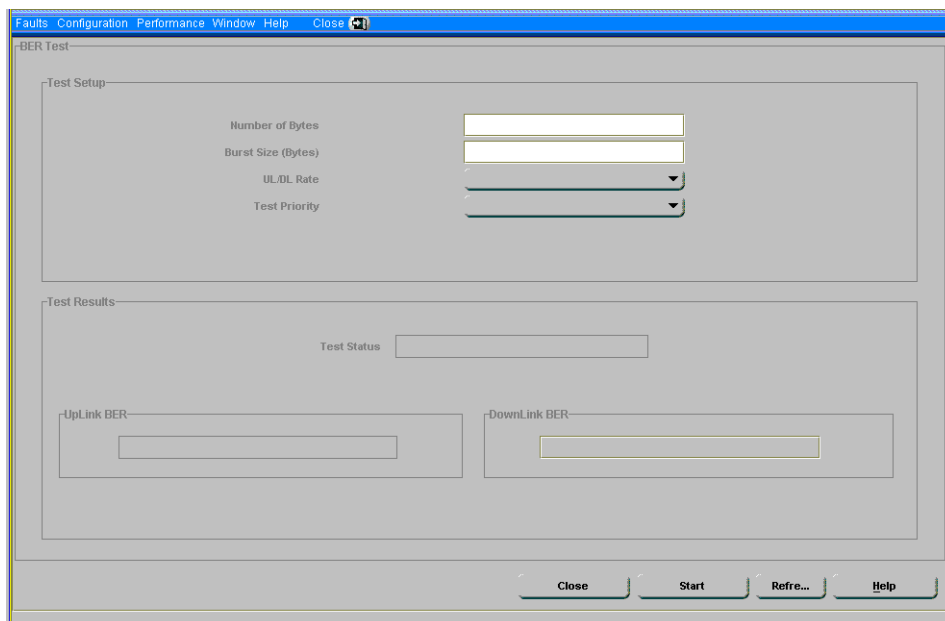 Faults Configuration Performance Window Help Close
BER Test
Test Setup
Number of Bytes
Burst Size (Bytes)
UL/DL Rate
Test Priority
Test Results
Test Status
UpLink BER DownLink BER
Close Start Refre... Help